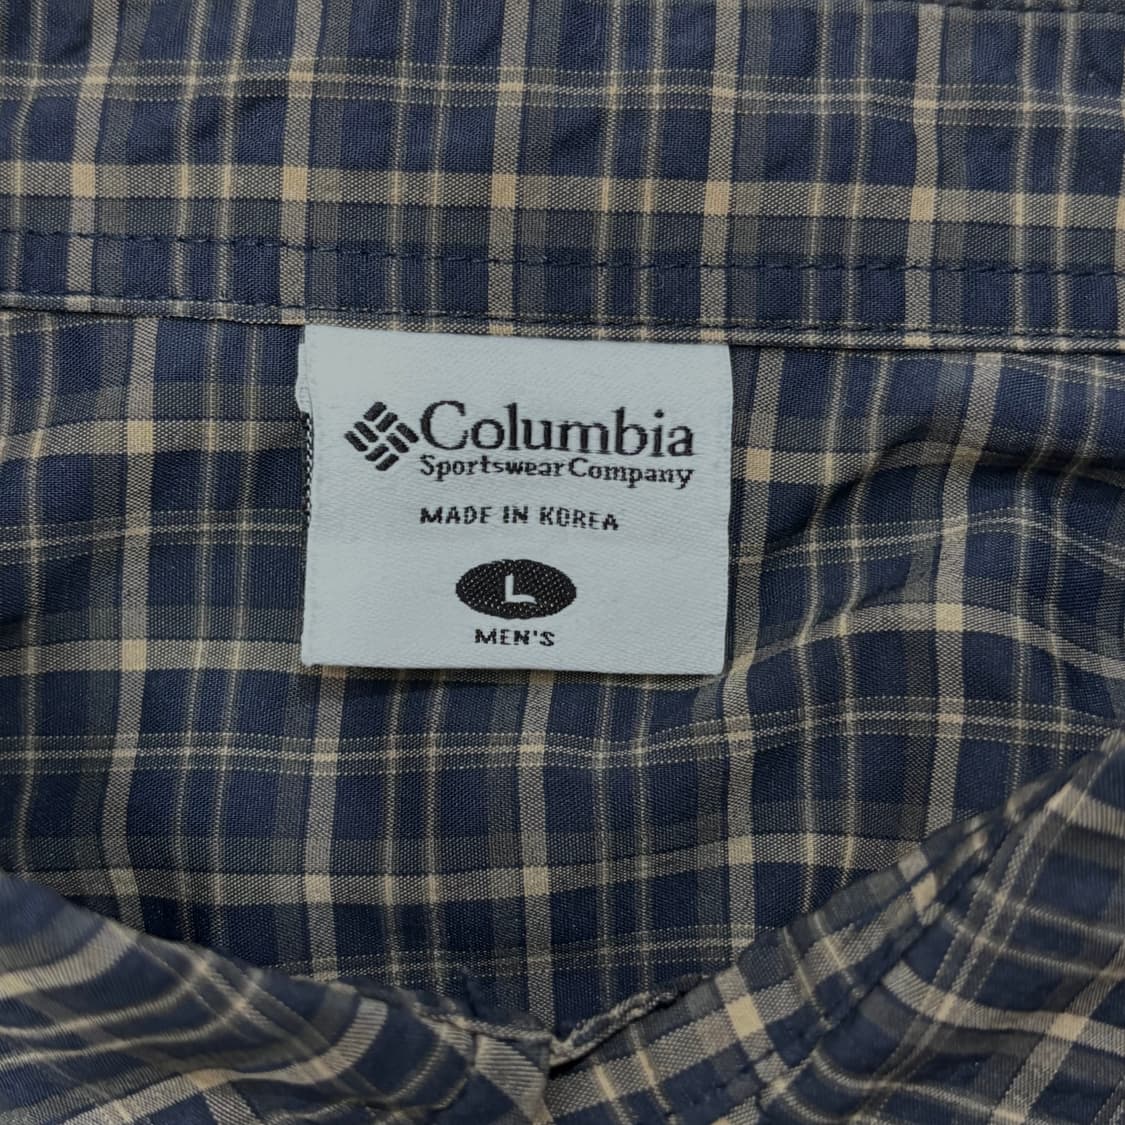 Columbia
Sportswear Company
MADE IN KOREA
L
MEN'S